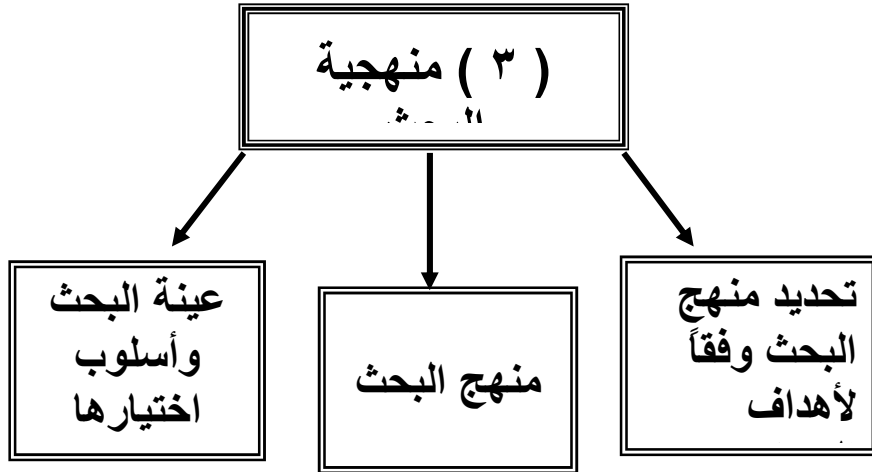 ( ٣ ) منهجية
تحديد منهج
البحث وفقاً
لأهداف
منهج البحث
عينة البحث
وأسلوب
اختيارها